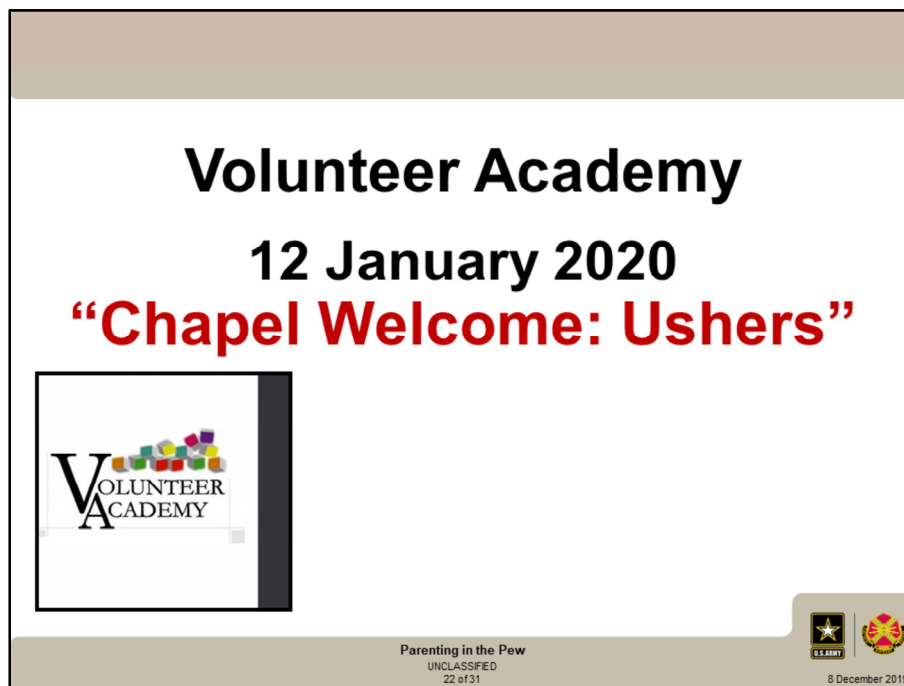 Volunteer Academy
12 January 2020
“Chapel Welcome: Ushers”
VOLUNTEER
ACADEMY
Parenting in the Pew
UNCLASSIFIED
22 of 31
U.S.ARMY
8 December 2019